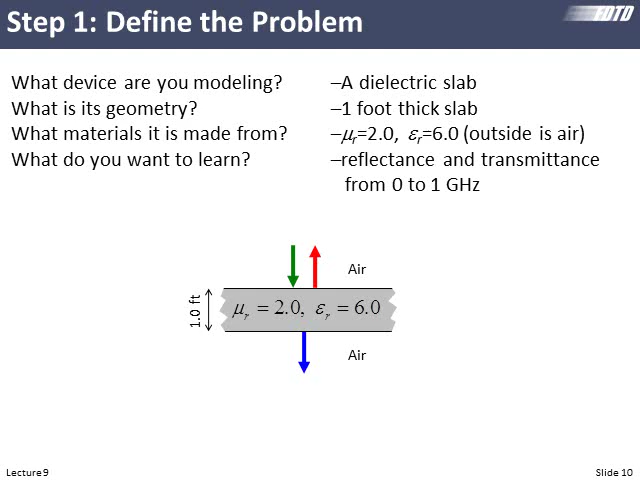 Step 1: Define the Problem
FDTD
What device are you modeling?
What is its geometry?
What materials it is made from?
What do you want to learn?
–A dielectric slab
–1 foot thick slab
–μr=2.0, εr=6.0 (outside is air)
–reflectance and transmittance
from 0 to 1 GHz
Air
1.0 ft
μr = 2.0, εr = 6.0
Air
Lecture 9
Slide 10